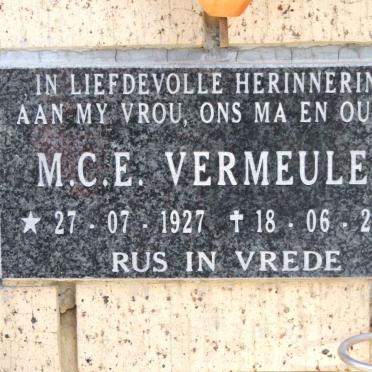 IN LIEFDEVOLLE HERINNERIN
AAN MY VROU, ONS MA EN OU
M.C.E. VERMEULE
★ 27 - 07 - 1927 ✝ 18 - 06 - 2
RUS IN VREDE